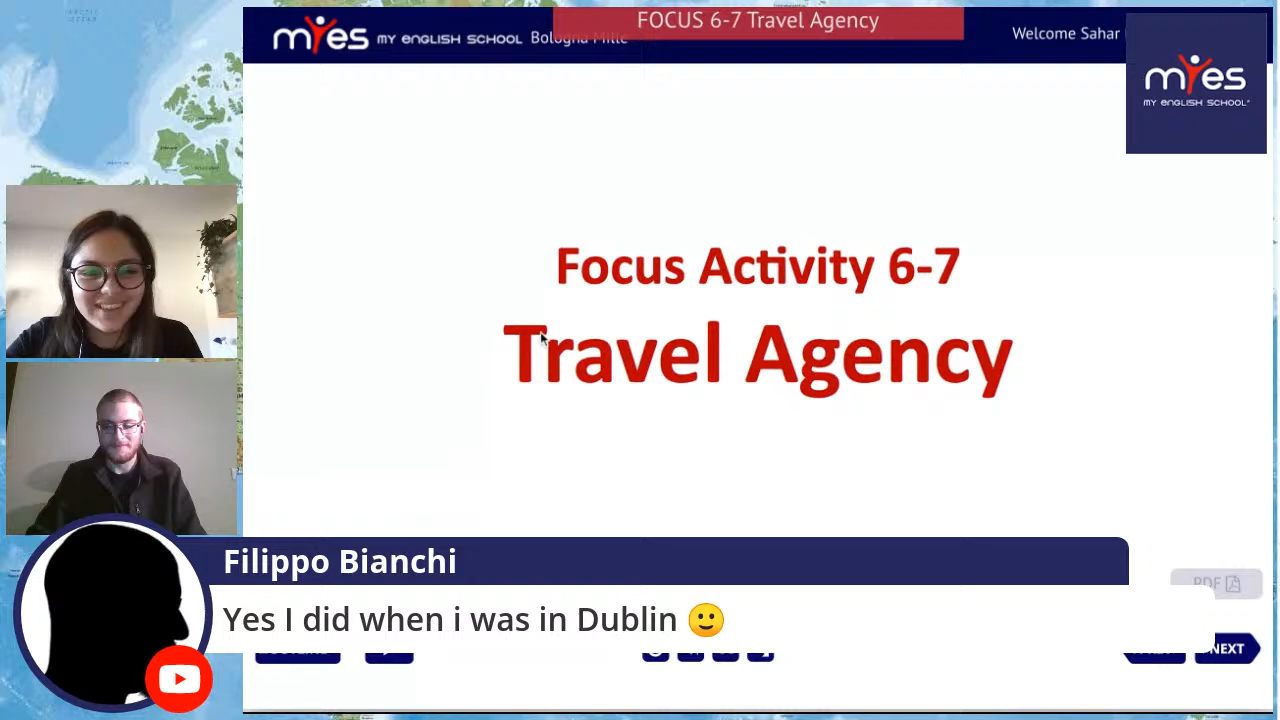 FOCUS 6-7 Travel Agency
myes MY ENGLISH SCHOOL Bologna Mille
Welcome Sahar
myes
MY ENGLISH SCHOOL®
Focus Activity 6-7
Travel Agency
PDF
Filippo Bianchi
Yes I did when i was in Dublin 🙂
NEXT